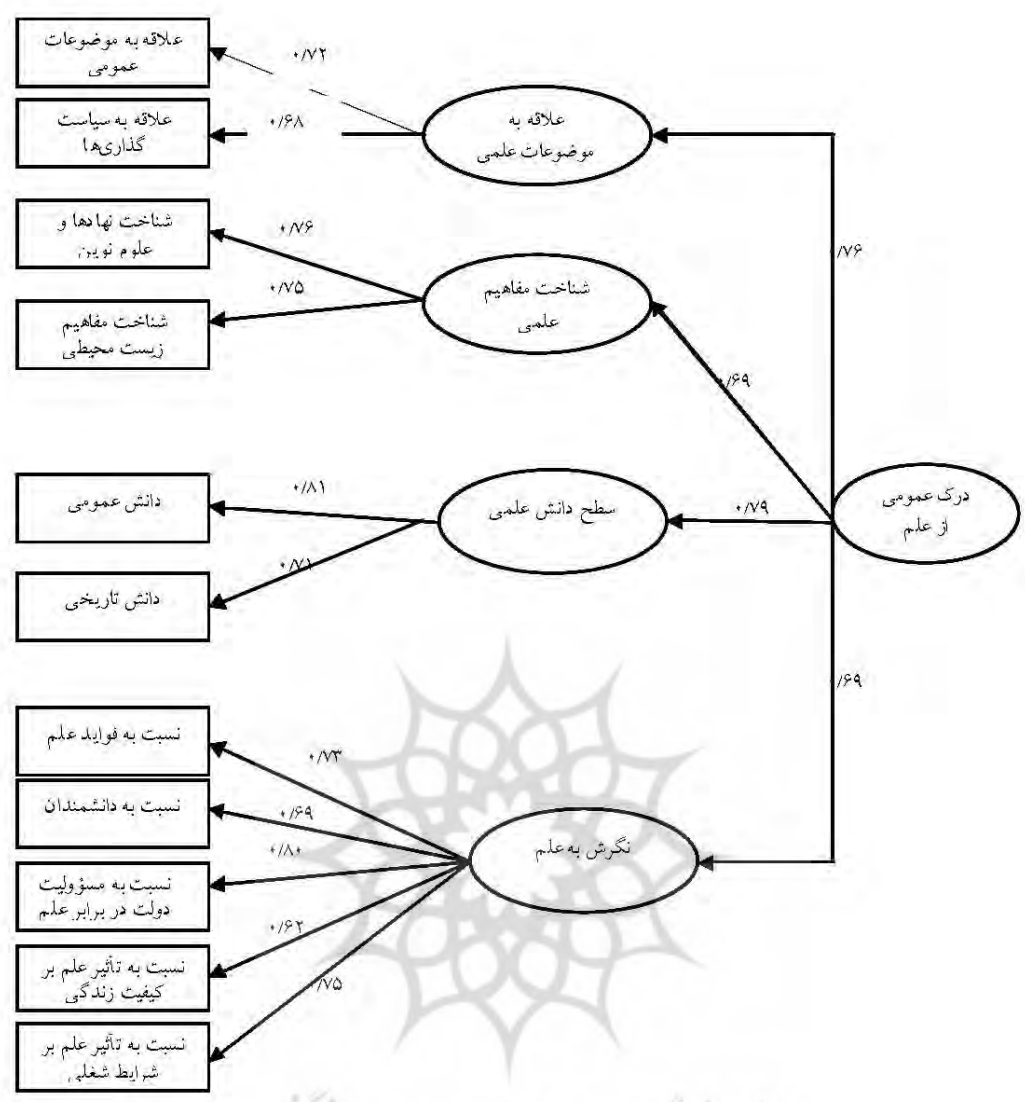 علاقه به موضوعات
عمومی
۰/۷۲
علاقه به سیاست
گذاری‌ها
۰/۶۸
علاقه به
موضوعات علمی
۰/۷۶
شناخت نهادها و
علوم نوین
۰/۷۶
شناخت مفاهیم
زیست محیطی
۰/۷۵
شناخت مفاهیم
علمی
۰/۶۹
دانش عمومی
۰/۸۱
دانش تاریخی
۰/۷۱
سطح دانش علمی
۰/۷۹
درک عمومی
از علم
۰/۶۹
نسبت به فواید علم
۰/۷۳
نسبت به دانشمندان
۰/۶۹
نسبت به مسؤولیت
دولت در برابر علم
۰/۸۰
نسبت به تأثیر علم بر
کیفیت زندگی
۰/۶۲
نسبت به تأثیر علم بر
شرایط شغلی
/۷۵
نگرش به علم